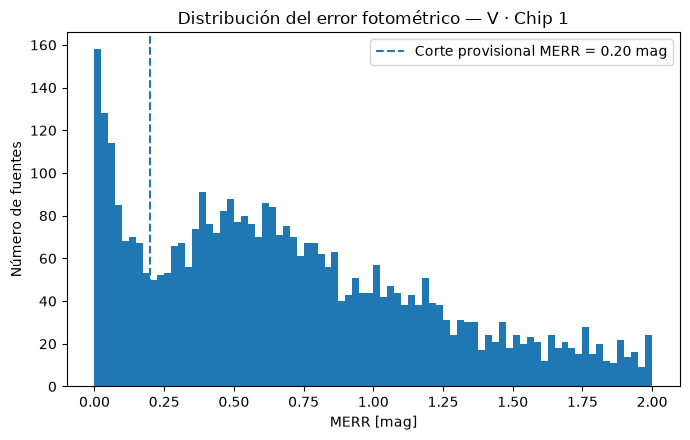 Distribución del error fotométrico — V · Chip 1
Corte provisional MERR = 0.20 mag
Número de fuentes
160
140
120
100
80
60
40
20
0
0.00 0.25 0.50 0.75 1.00 1.25 1.50 1.75 2.00
MERR [mag]